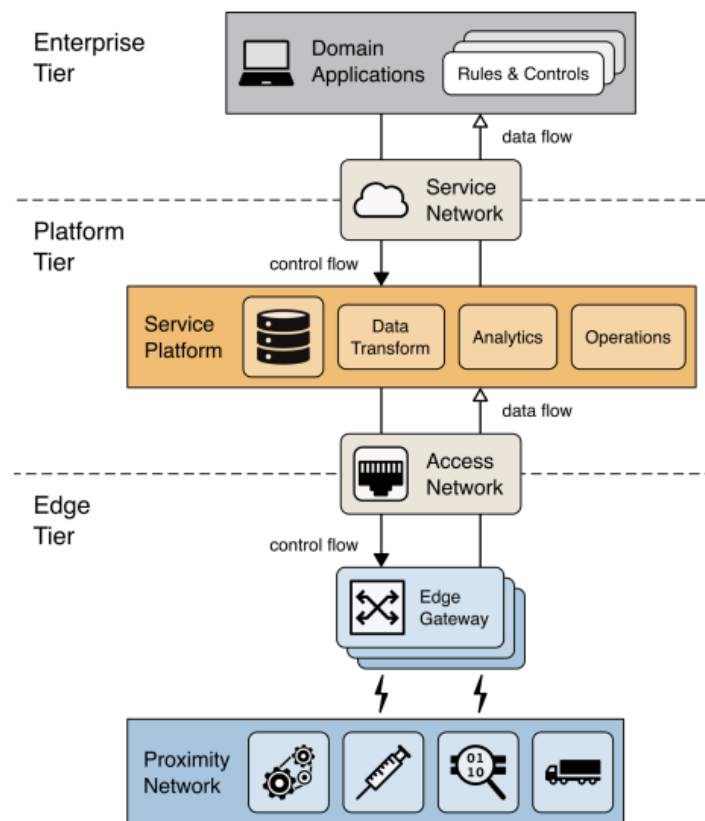 Enterprise
Tier
Domain
Applications
Rules & Controls
data flow
Service
Network
Platform
Tier
control flow
Service
Platform
Data
Transform
Analytics
Operations
data flow
Access
Network
Edge
Tier
control flow
Edge
Gateway
Proximity
Network
01
10